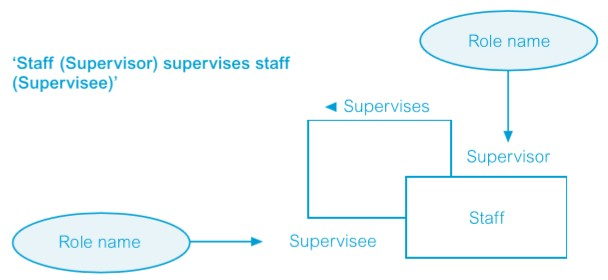 Role name
‘Staff (Supervisor) supervises staff
(Supervisee)’
◄ Supervises
Supervisor
Staff
Role name
Supervisee